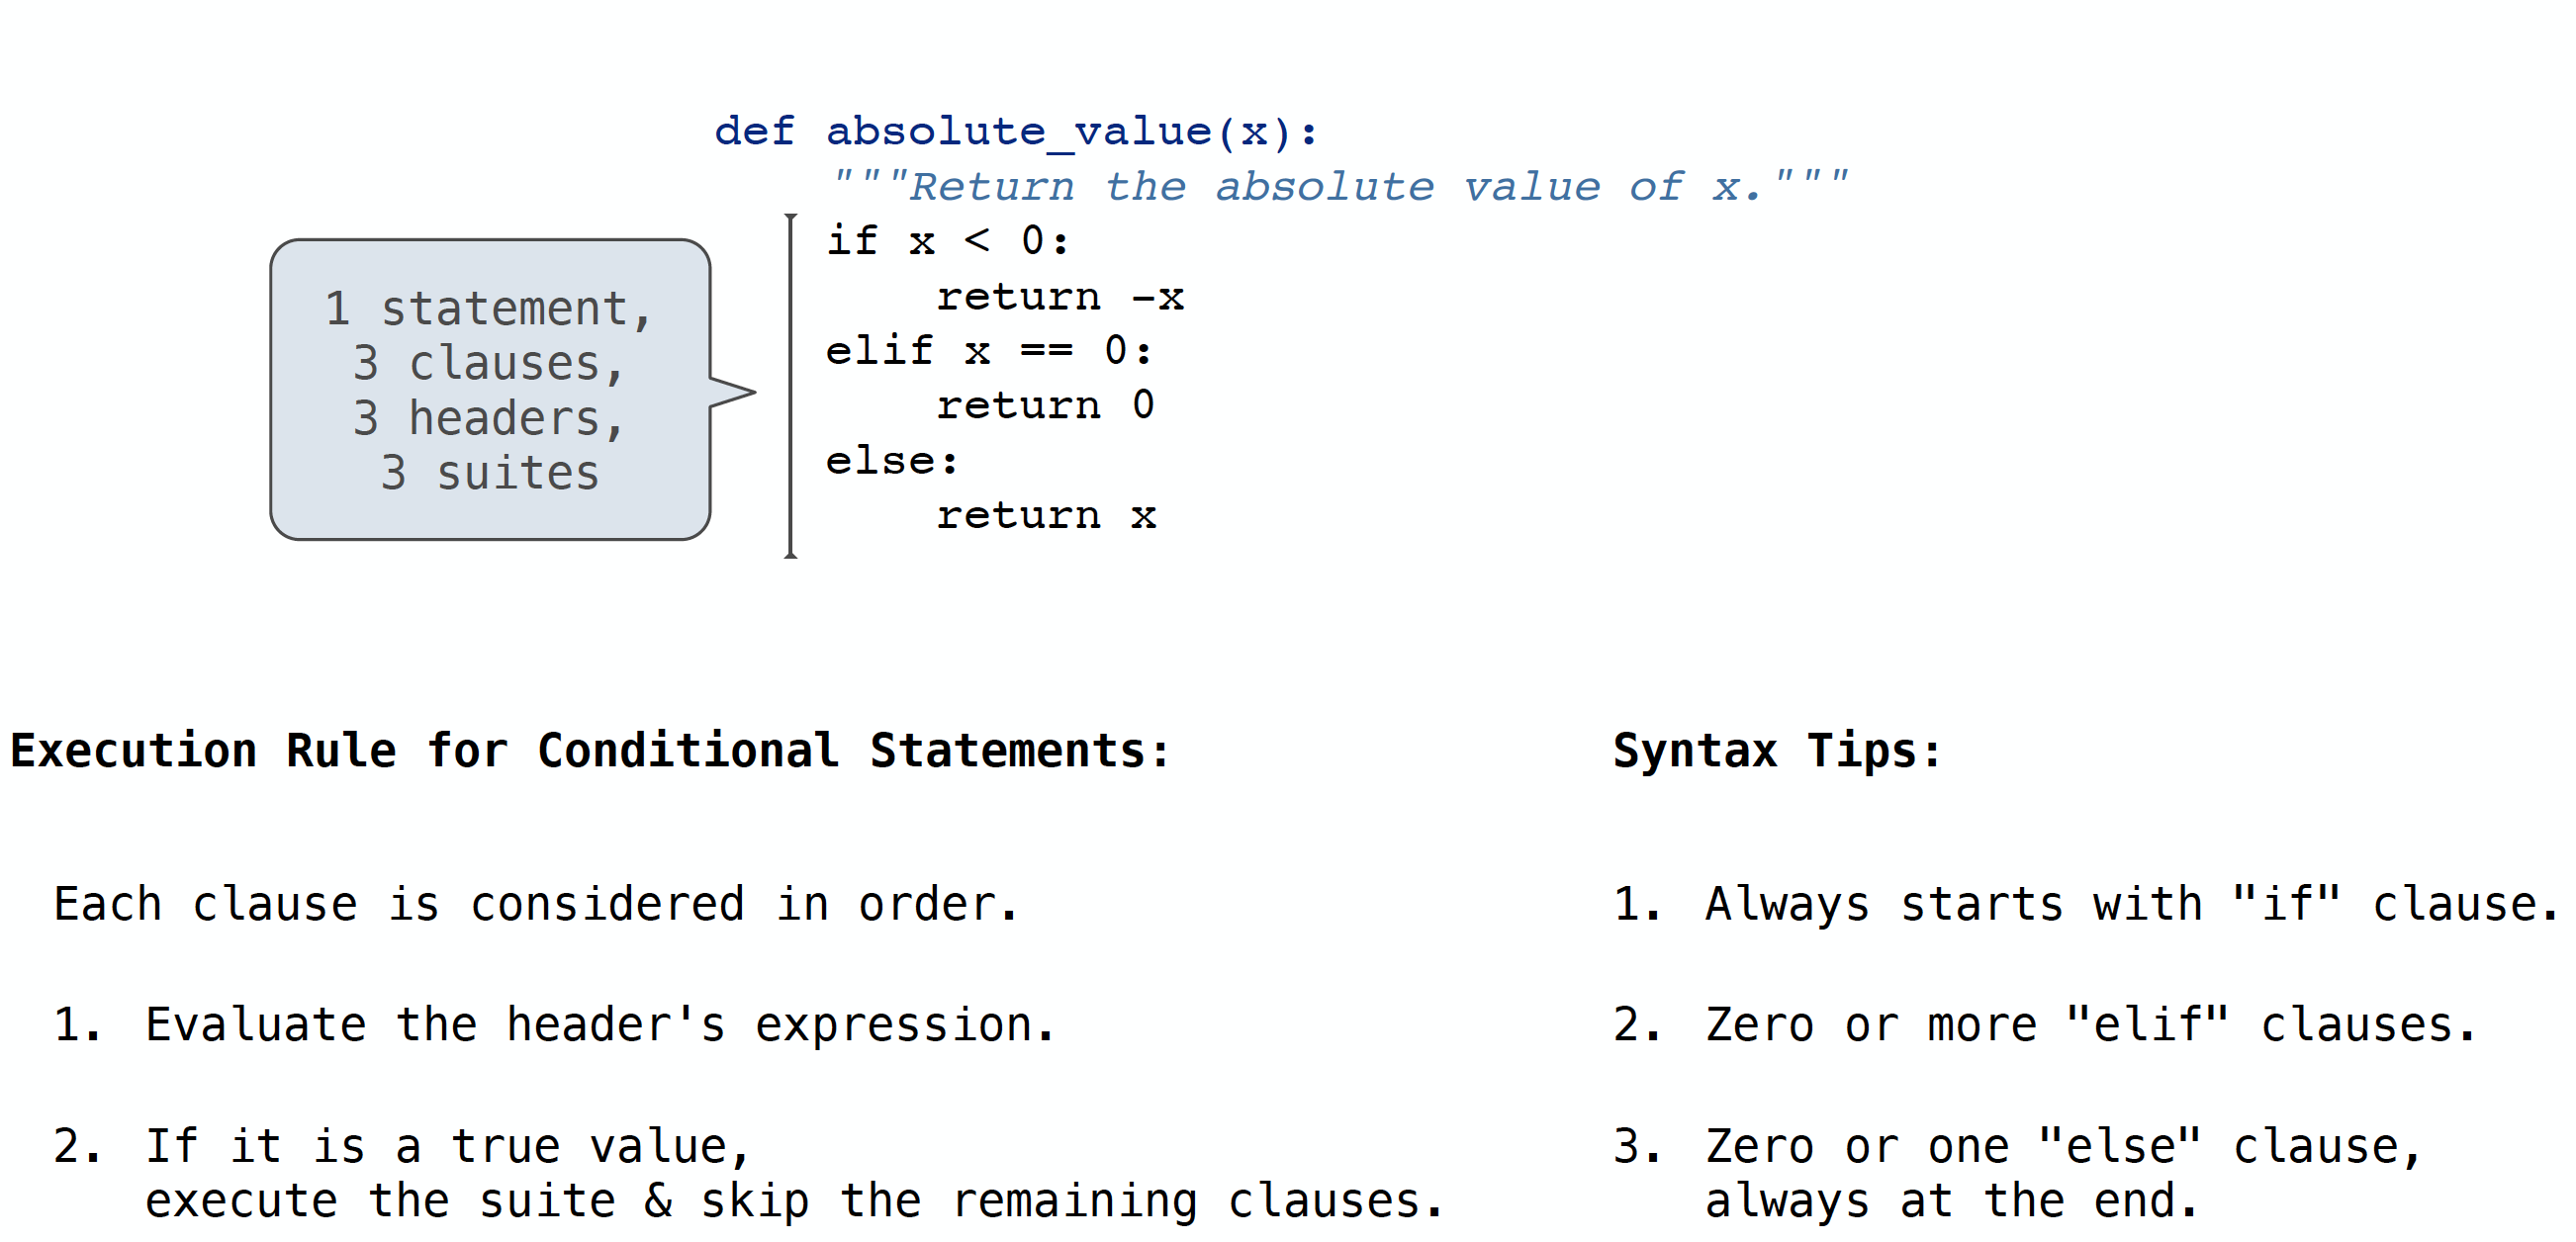 def absolute_value(x):
"""Return the absolute value of x."""
if x < 0:
return -x
elif x == 0:
return 0
else:
return x
1 statement,
3 clauses,
3 headers,
3 suites
Execution Rule for Conditional Statements:
Each clause is considered in order.
1. Evaluate the header's expression.
2. If it is a true value,
execute the suite & skip the remaining clauses.
Syntax Tips:
1. Always starts with "if" clause.
2. Zero or more "elif" clauses.
3. Zero or one "else" clause,
always at the end.